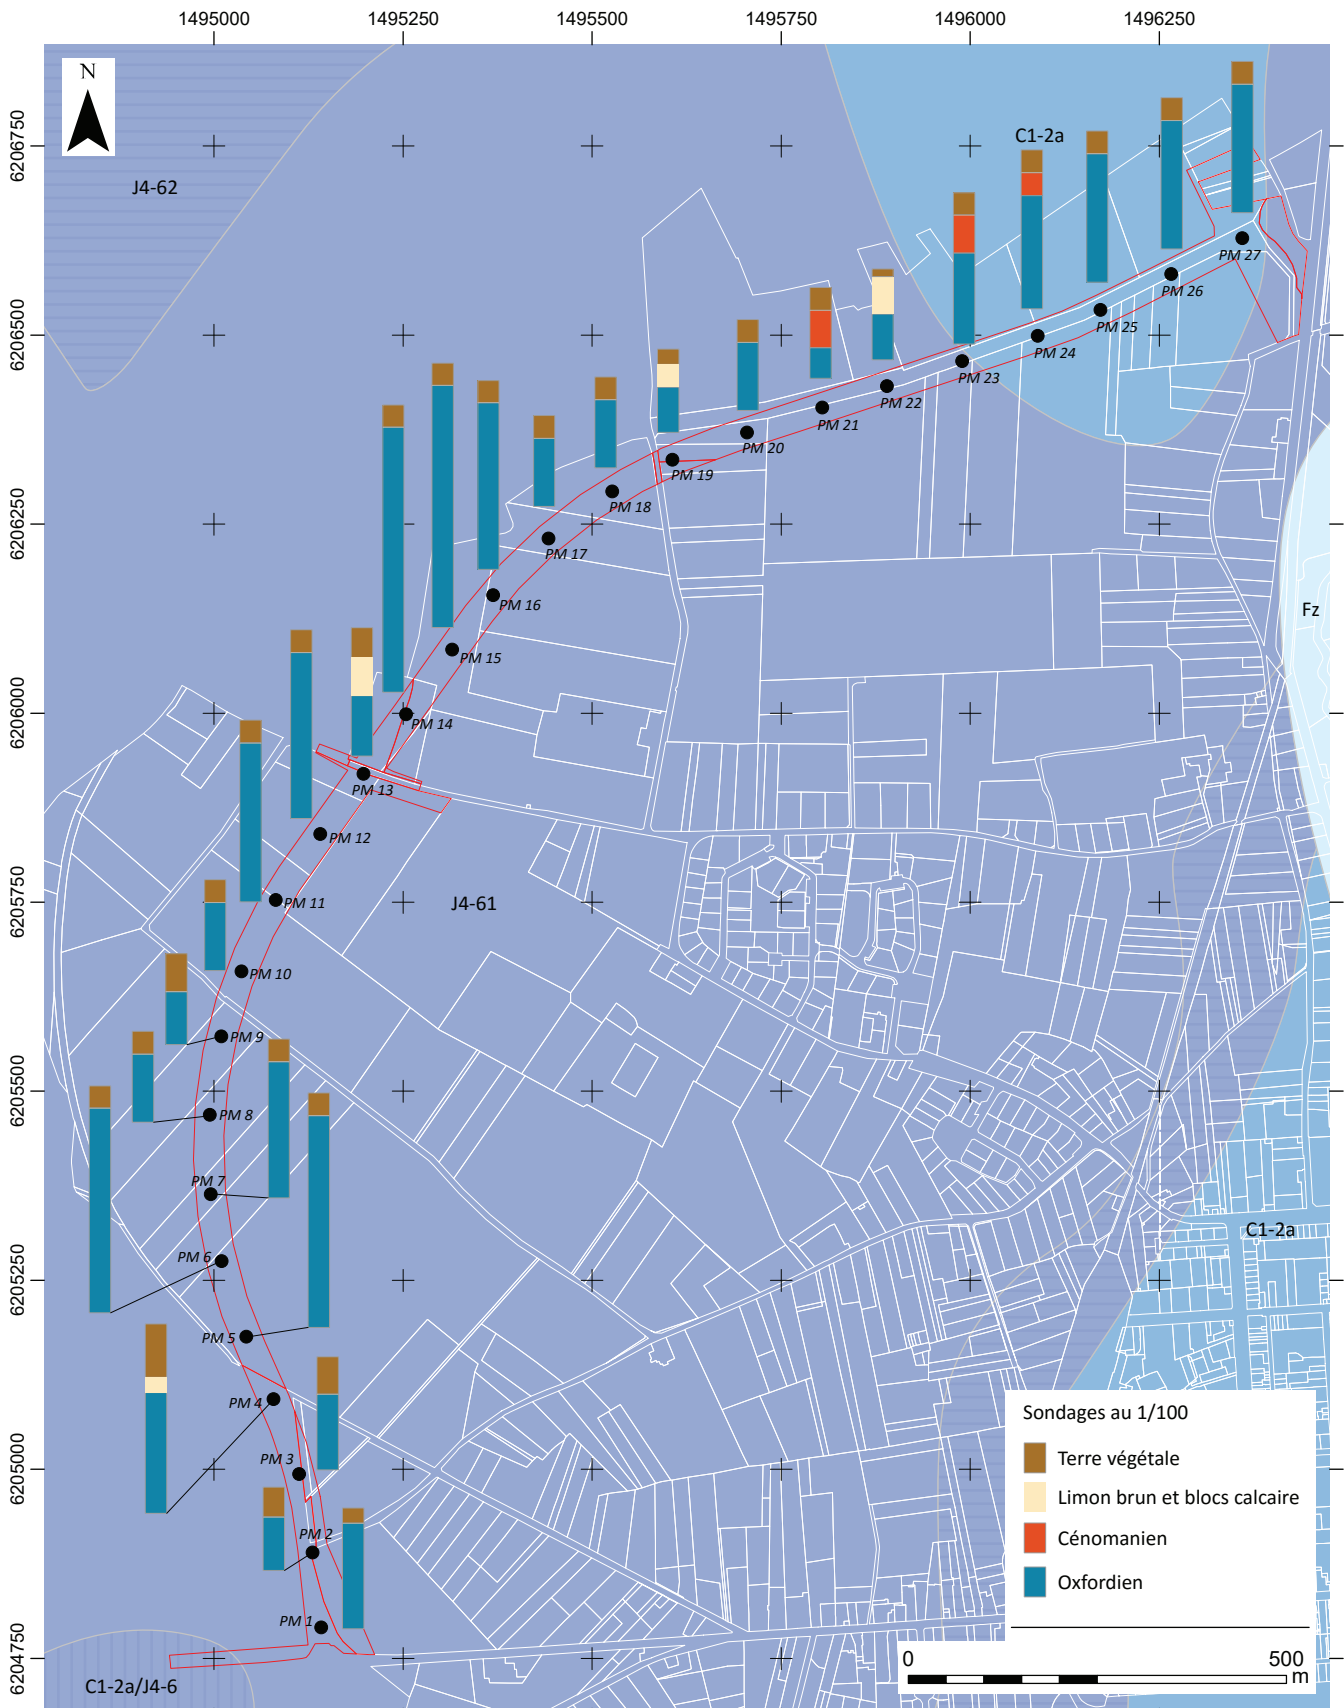 1495000 1495250 1495500 1495750 1496000 1496250
N
C1-2a
6206750
J4-62
PM 27
PM 26
PM 25
6206500
PM 24
PM 23
PM 22
PM 21
PM 20
PM 19
PM 18
6206250
PM 17
PM 16
Fz
PM 15
6206000
PM 14
PM 13
PM 12
J4-61
6205750
PM 11
PM 10
PM 9
6205500
PM 8
PM 7
C1-2a
PM 6
6205250
PM 5
PM 4
Sondages au 1/100
Terre végétale
6205000
PM 3
Limon brun et blocs calcaire
PM 2
Cénomanien
Oxfordien
PM 1
6204750
0 500
m
C1-2a/J4-6